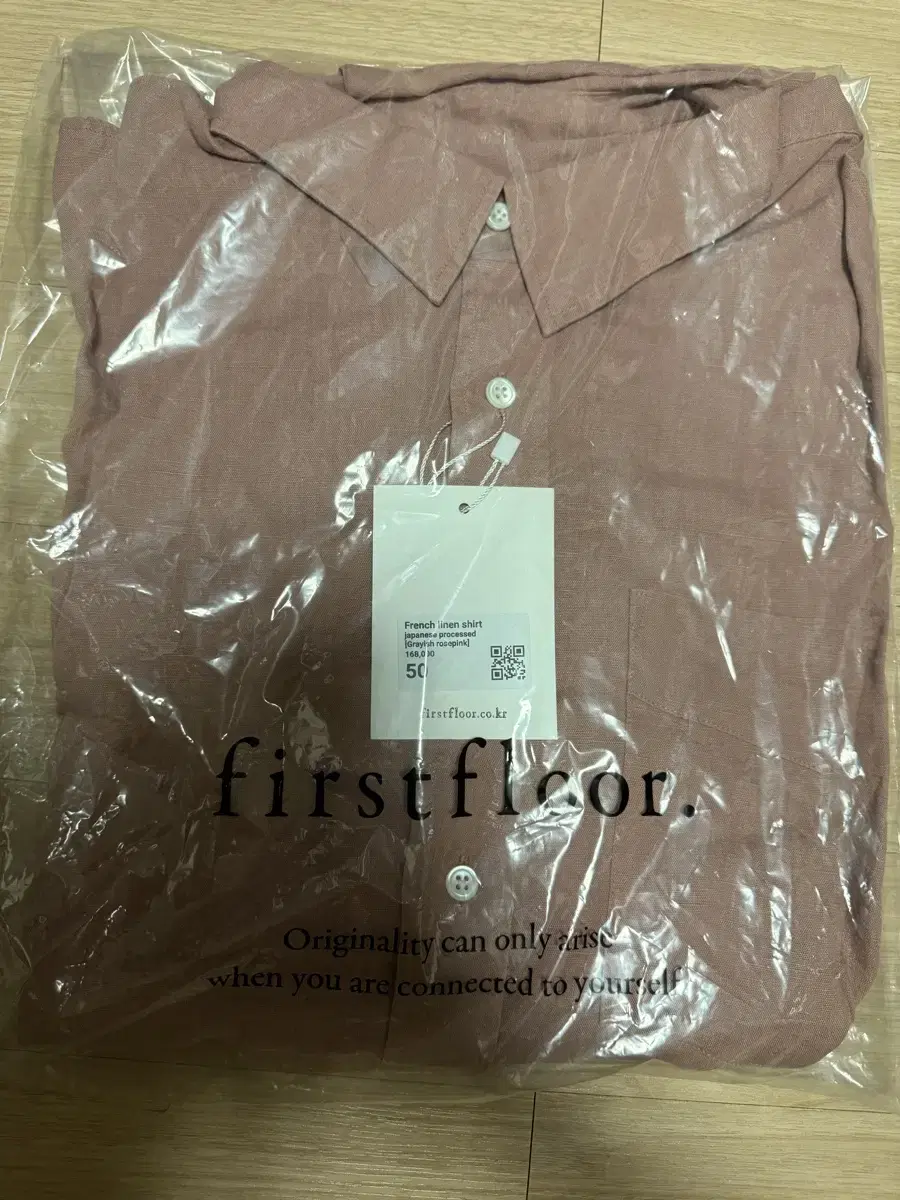 French linen shirt
japanese processed
[Grayish rosepink]
168,000
50
firstfloor.co.kr
firstfloor.
Originality can only arise
when you are connected to yourself